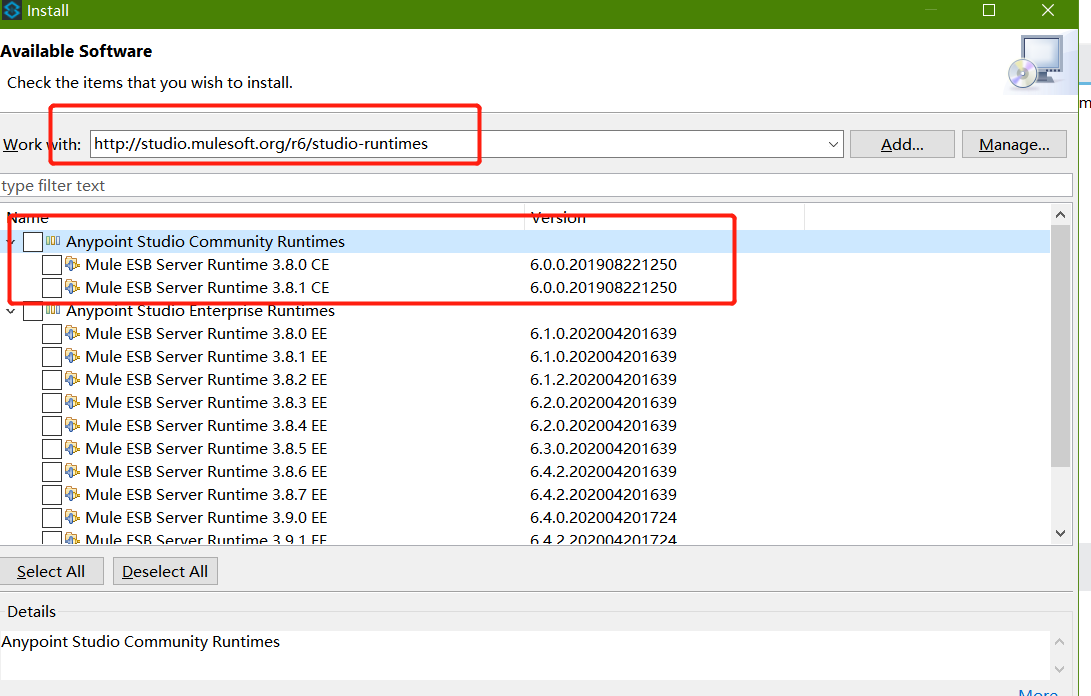 Install
Available Software
Check the items that you wish to install.
Work with: http://studio.mulesoft.org/r6/studio-runtimes Add... Manage...
type filter text
Name Version
Anypoint Studio Community Runtimes
Mule ESB Server Runtime 3.8.0 CE 6.0.0.201908221250
Mule ESB Server Runtime 3.8.1 CE 6.0.0.201908221250
Anypoint Studio Enterprise Runtimes
Mule ESB Server Runtime 3.8.0 EE 6.1.0.202004201639
Mule ESB Server Runtime 3.8.1 EE 6.1.0.202004201639
Mule ESB Server Runtime 3.8.2 EE 6.1.2.202004201639
Mule ESB Server Runtime 3.8.3 EE 6.2.0.202004201639
Mule ESB Server Runtime 3.8.4 EE 6.2.0.202004201639
Mule ESB Server Runtime 3.8.5 EE 6.3.0.202004201639
Mule ESB Server Runtime 3.8.6 EE 6.4.2.202004201639
Mule ESB Server Runtime 3.8.7 EE 6.4.2.202004201639
Mule ESB Server Runtime 3.9.0 EE 6.4.0.202004201724
Mule ESB Server Runtime 3.9.1 EE 6.4.2.202004201724
Select All Deselect All
Details
Anypoint Studio Community Runtimes
More